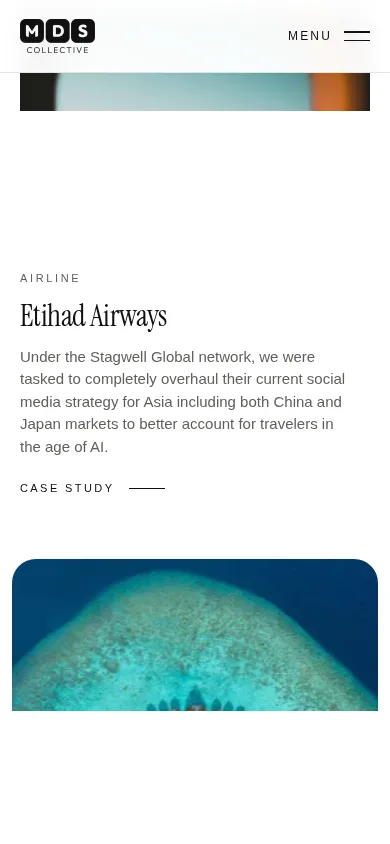 MDS
COLLECTIVE
MENU
AIRLINE
Etihad Airways
Under the Stagwell Global network, we were
tasked to completely overhaul their current social
media strategy for Asia including both China and
Japan markets to better account for travelers in
the age of AI.
CASE STUDY